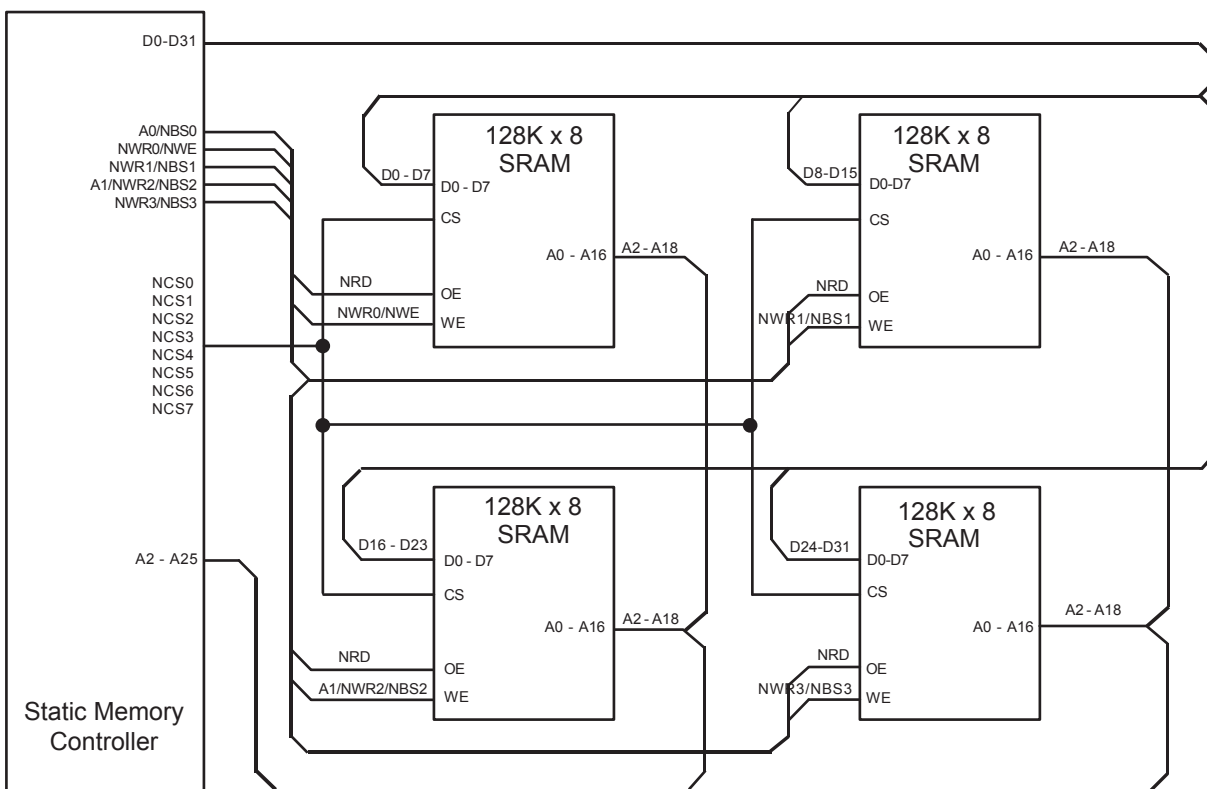 D0-D31
A0/NBS0
NWR0/NWE
NWR1/NBS1
A1/NWR2/NBS2
NWR3/NBS3
NCS0
NCS1
NCS2
NCS3
NCS4
NCS5
NCS6
NCS7
A2 - A25
Static Memory
Controller
128K x 8
SRAM
D0 - D7
D0 - D7
CS
A0 - A16
A2 - A18
NRD
OE
NWR0/NWE
WE
128K x 8
SRAM
D8-D15
D0-D7
CS
A0 - A16
A2 - A18
NRD
OE
NWR1/NBS1
WE
128K x 8
SRAM
D16 - D23
D0 - D7
CS
A0 - A16
A2 - A18
NRD
OE
A1/NWR2/NBS2
WE
128K x 8
SRAM
D24-D31
D0-D7
CS
A0 - A16
A2 - A18
NRD
OE
NWR3/NBS3
WE